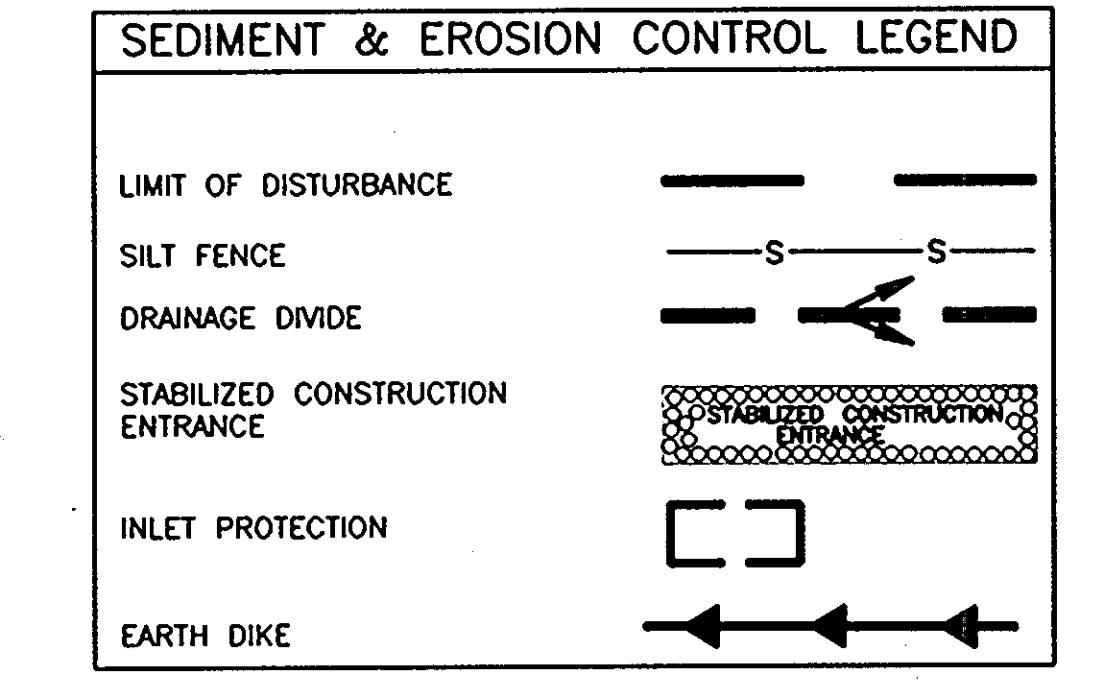 SEDIMENT & EROSION CONTROL LEGEND
LIMIT OF DISTURBANCE
SILT FENCE
S S
DRAINAGE DIVIDE
STABILIZED CONSTRUCTION
ENTRANCE
STABILIZED CONSTRUCTION
ENTRANCE
INLET PROTECTION
EARTH DIKE